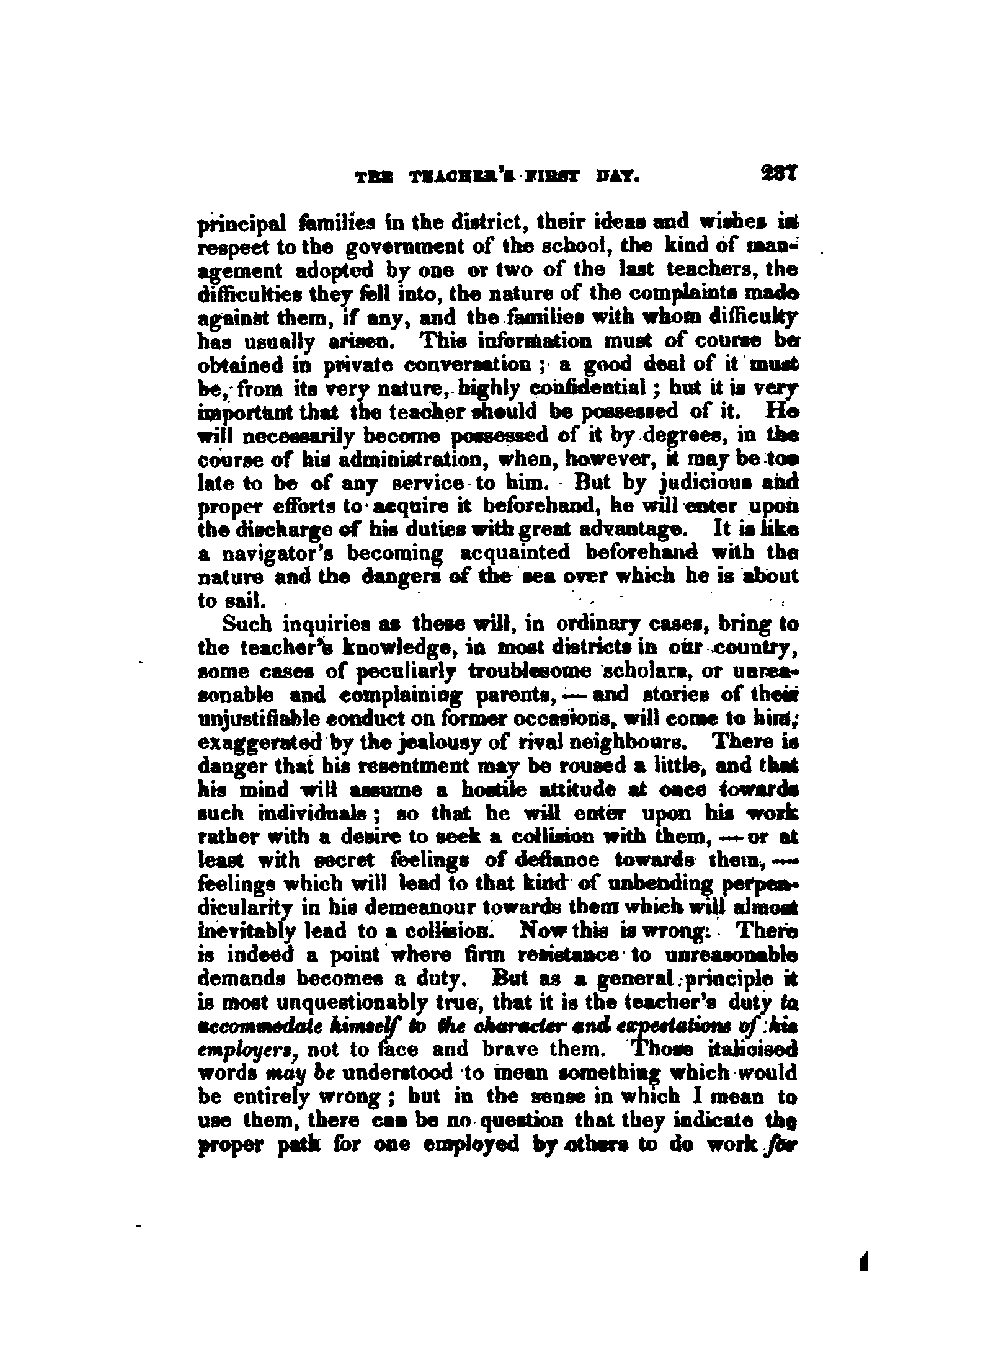 THE TEACHER'S FIRST DAY. 237
principal families in the district, their ideas and wishes in
respect to the government of the school, the kind of man-
agement adopted by one or two of the last teachers, the
difficulties they fell into, the nature of the complaints made
against them, if any, and the families with whom difficulty
has usually arisen. This information must of course be
obtained in private conversation ; a good deal of it must
be, from its very nature, highly confidential ; but it is very
important that the teacher should be possessed of it. He
will necessarily become possessed of it by degrees, in the
course of his administration, when, however, it may be too
late to be of any service to him. But by judicious and
proper efforts to acquire it beforehand, he will enter upon
the discharge of his duties with great advantage. It is like
a navigator's becoming acquainted beforehand with the
nature and the dangers of the sea over which he is about
to sail.
Such inquiries as these will, in ordinary cases, bring to
the teacher's knowledge, in most districts in our country,
some cases of peculiarly troublesome scholars, or unrea-
sonable and complaining parents, — and stories of their
unjustifiable conduct on former occasions, will come to him,
exaggerated by the jealousy of rival neighbours. There is
danger that his resentment may be roused a little, and that
his mind will assume a hostile attitude at once towards
such individuals ; so that he will enter upon his work
rather with a desire to seek a collision with them, — or at
least with secret feelings of defiance towards them, —
feelings which will lead to that kind of unbending perpen-
dicularity in his demeanour towards them which will almost
inevitably lead to a collision. Now this is wrong. There
is indeed a point where firm resistance to unreasonable
demands becomes a duty. But as a general principle it
is most unquestionably true, that it is the teacher's duty to
accommodate himself to the character and expectations of his
employers, not to face and brave them. Those italicised
words may be understood to mean something which would
be entirely wrong ; but in the sense in which I mean to
use them, there can be no question that they indicate the
proper path for one employed by others to do work for